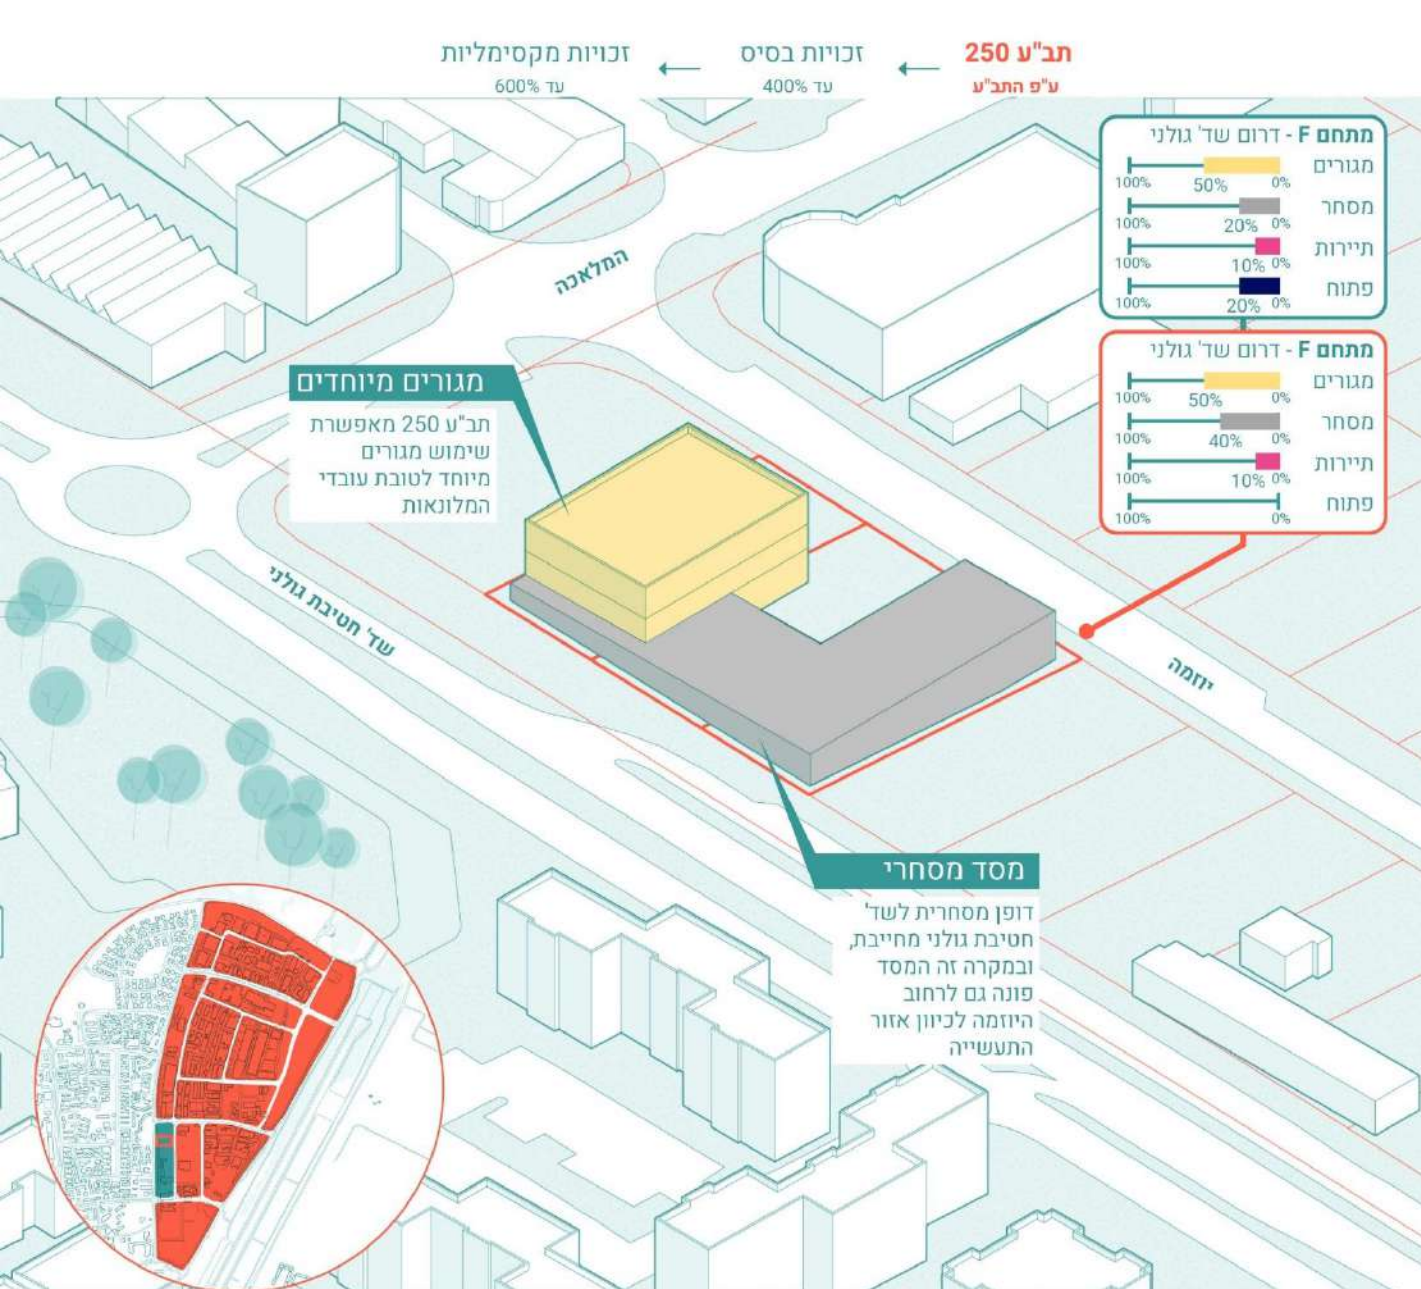 תב"ע 250 ← זכויות בסיס ← זכויות מקסימליות
ע"פ התב"ע עד 400% עד 600%
מתחם F - דרום שד' גולני
מגורים
0% 50% 100%
מסחר
0% 20% 100%
תיירות
0% 10% 100%
פתוח
0% 20% 100%
מתחם F - דרום שד' גולני
מגורים
0% 50% 100%
מסחר
0% 40% 100%
תיירות
0% 10% 100%
פתוח
0% 100%
המלאכה
מגורים מיוחדים
תב"ע 250 מאפשרת
שימוש מגורים
מיוחד לטובת עובדי
המלונאות
שד' חטיבת גולני
יוזמה
מסד מסחרי
דופן מסחרית לשד'
חטיבת גולני מחייבת,
ובמקרה זה המסד
פונה גם לרחוב
היוזמה לכיוון אזור
התעשייה